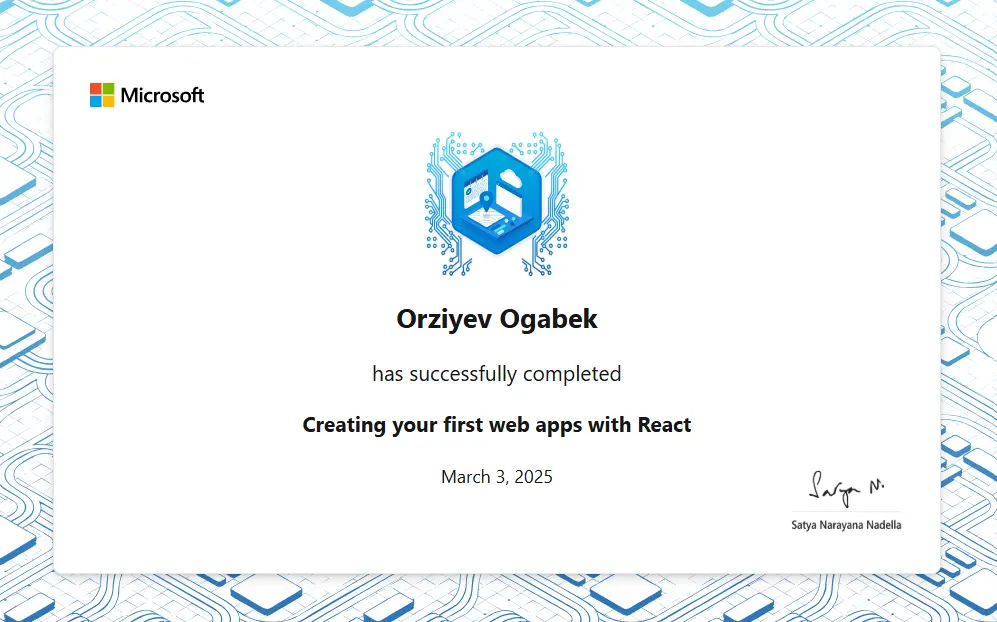 Microsoft
Orziyev Ogabek
has successfully completed
Creating your first web apps with React
March 3, 2025
Satya N.
Satya Narayana Nadella